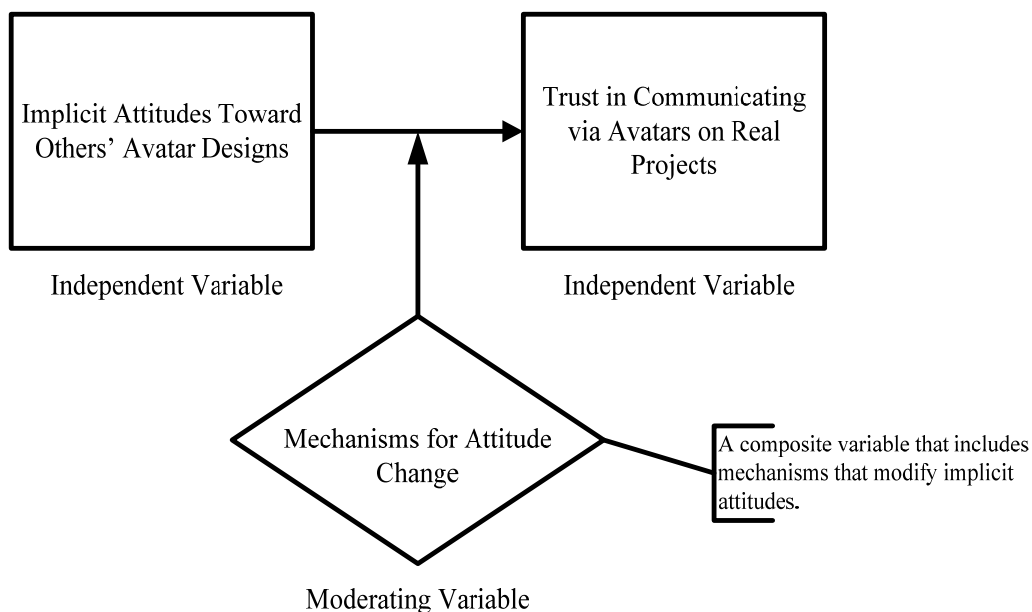 Implicit Attitudes Toward
Others’ Avatar Designs
Trust in Communicating
via Avatars on Real
Projects
Independent Variable
Independent Variable
Mechanisms for Attitude
Change
A composite variable that includes
mechanisms that modify implicit
attitudes.
Moderating Variable